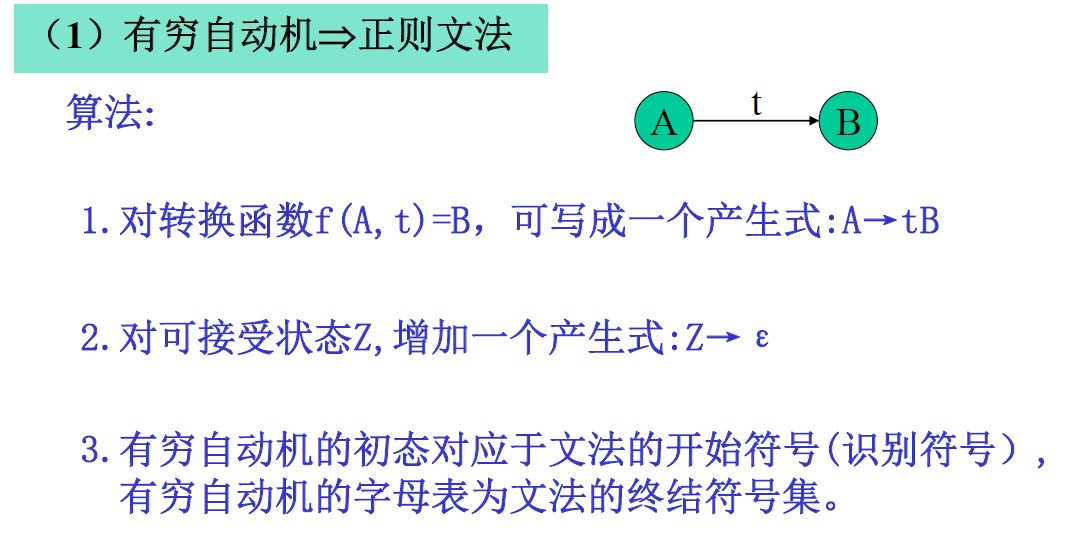 （1）有穷自动机⇒正则文法
算法:
t
A
B
1.对转换函数f(A,t)=B，可写成一个产生式:A→tB
2.对可接受状态Z,增加一个产生式:Z→ ε
3.有穷自动机的初态对应于文法的开始符号(识别符号）,
有穷自动机的字母表为文法的终结符号集。